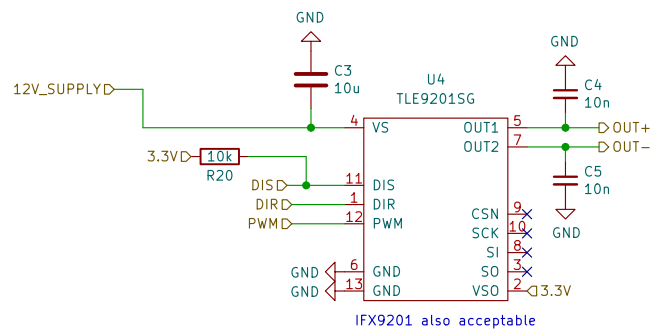 GND
GND
C3
10u
C4
10n
U4
TLE9201SG
12V_SUPPLY
4 VS OUT1 5 OUT+
OUT2 7 OUT-
3.3V 10k
R20
C5
10n
DIS 11 DIS
DIR 1 DIR
PWM 12 PWM
CSN 9
SCK 10
SI 8
SO 3
GND
GND 6 GND
GND 13 GND
VSO 2 3.3V
IFX9201 also acceptable